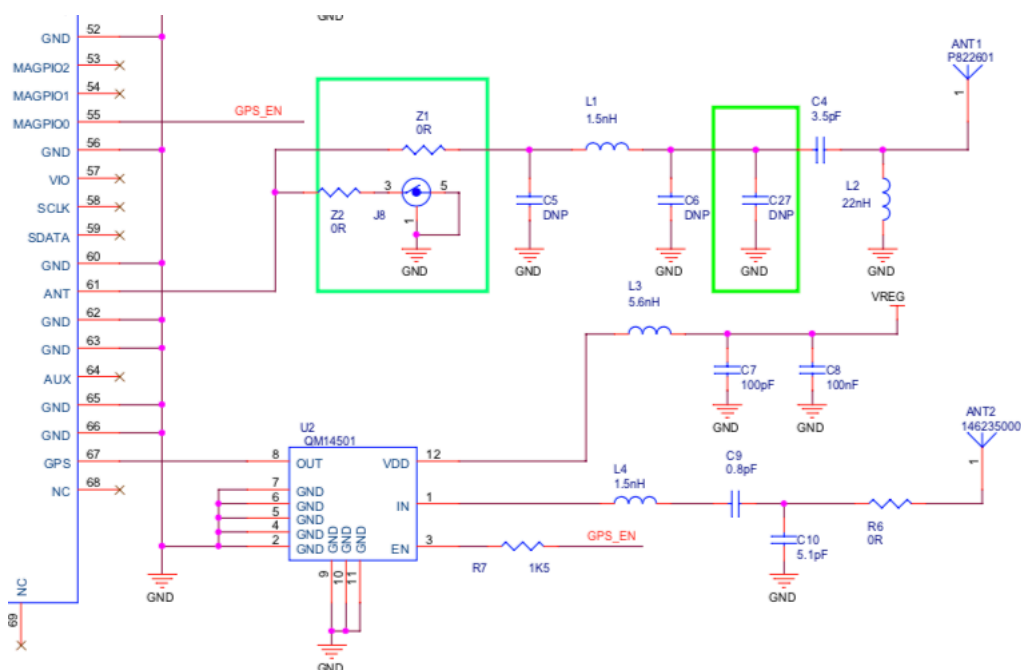 GND
GND 52
MAGPIO2 53
MAGPIO1 54
MAGPIO0 55 GPS_EN
GND 56
VIO 57
SCLK 58
SDATA 59
GND 60
ANT 61
GND 62
GND 63
AUX 64
GND 65
GND 66
GPS 67
NC 68
NC
69
GND
Z1
0R
Z2
0R
J8
3
5
1
GND
L1
1.5nH
C5
DNP
GND
C6
DNP
GND
C27
DNP
GND
C4
3.5pF
L2
22nH
GND
ANT1
P822601
1
L3
5.6nH
VREG
C7
100pF
GND
C8
100nF
GND
U2
QM14501
8 OUT VDD 12
7 GND
6 GND IN 1
5 GND
4 GND
2 GND EN 3
GND GND GND
9 10 11
GND
L4
1.5nH
C9
0.8pF
C10
5.1pF
GND
R6
0R
ANT2
146235000
1
R7 1K5 GPS_EN